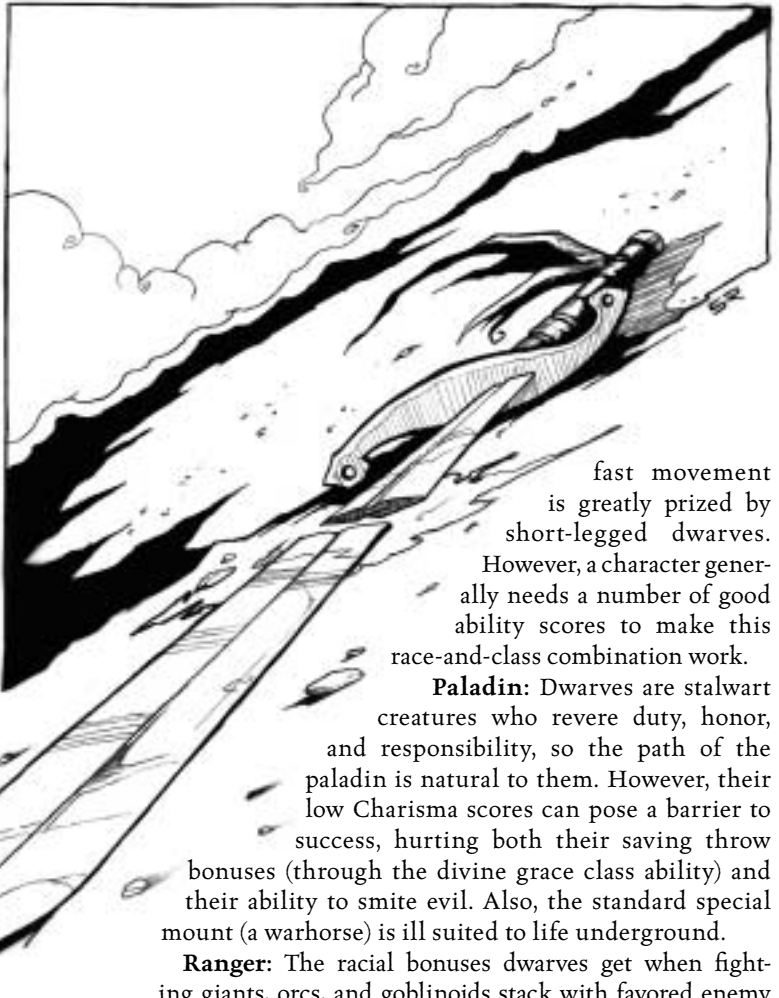 SR
fast movement
is greatly prized by
short-legged dwarves.
However, a character gener-
ally needs a number of good
ability scores to make this
race-and-class combination work.
Paladin: Dwarves are stalwart
creatures who revere duty, honor,
and responsibility, so the path of the
paladin is natural to them. However, their
low Charisma scores can pose a barrier to
success, hurting both their saving throw
bonuses (through the divine grace class ability) and
their ability to smite evil. Also, the standard special
mount (a warhorse) is ill suited to life underground.
Ranger: The racial bonuses dwarves get when fight-
ing giants, orcs, and goblinoids stack with favored enemy